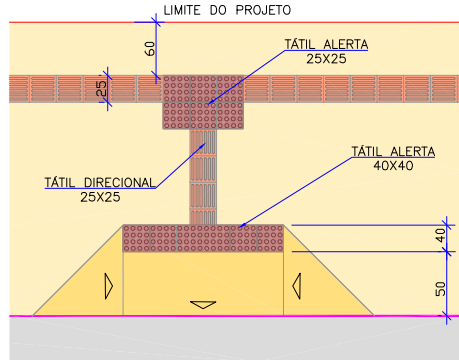 LIMITE DO PROJETO
60
TÁTIL ALERTA
25X25
25
TÁTIL ALERTA
40X40
TÁTIL DIRECIONAL
25X25
40
50